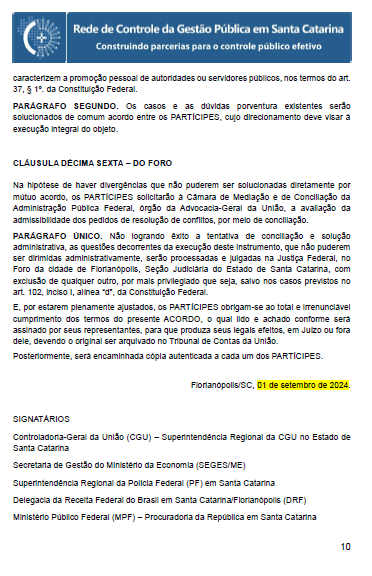 Rede de Controle da Gestão Pública em Santa Catarina
Construindo parcerias para o controle público efetivo
caracterizem a promoção pessoal de autoridades ou servidores públicos, nos termos do art.
37, § 1º. da Constituição Federal.
PARÁGRAFO SEGUNDO. Os casos e as dúvidas porventura existentes serão
solucionados de comum acordo entre os PARTÍCIPES, cujo direcionamento deve visar à
execução integral do objeto.
CLÁUSULA DÉCIMA SEXTA – DO FORO
Na hipótese de haver divergências que não puderem ser solucionadas diretamente por
mútuo acordo, os PARTÍCIPES solicitarão à Câmara de Mediação e de Conciliação da
Administração Pública Federal, órgão da Advocacia-Geral da União, a avaliação da
admissibilidade dos pedidos de resolução de conflitos, por meio de conciliação.
PARÁGRAFO ÚNICO. Não logrando êxito a tentativa de conciliação e solução
administrativa, as questões decorrentes da execução deste instrumento, que não puderem
ser dirimidas administrativamente, serão processadas e julgadas na Justiça Federal, no
Foro da cidade de Florianópolis, Seção Judiciária do Estado de Santa Catarina, com
exclusão de qualquer outro, por mais privilegiado que seja, salvo nos casos previstos no
art. 102, inciso I, alínea “d”, da Constituição Federal.
E, por estarem plenamente ajustados, os PARTÍCIPES obrigam-se ao total e irrenunciável
cumprimento dos termos do presente ACORDO, o qual lido e achado conforme será
assinado por seus representantes, para que produza seus legais efeitos, em Juízo ou fora
dele, devendo o original ser arquivado no Tribunal de Contas da União.
Posteriormente, será encaminhada cópia autenticada a cada um dos PARTÍCIPES.
Florianópolis/SC, 01 de setembro de 2024.
SIGNATÁRIOS
Controladoria-Geral da União (CGU) – Superintendência Regional da CGU no Estado de
Santa Catarina
Secretaria de Gestão do Ministério da Economia (SEGES/ME)
Superintendência Regional da Polícia Federal (PF) em Santa Catarina
Delegacia da Receita Federal do Brasil em Santa Catarina/Florianópolis (DRF)
Ministério Público Federal (MPF) – Procuradoria da República em Santa Catarina
10